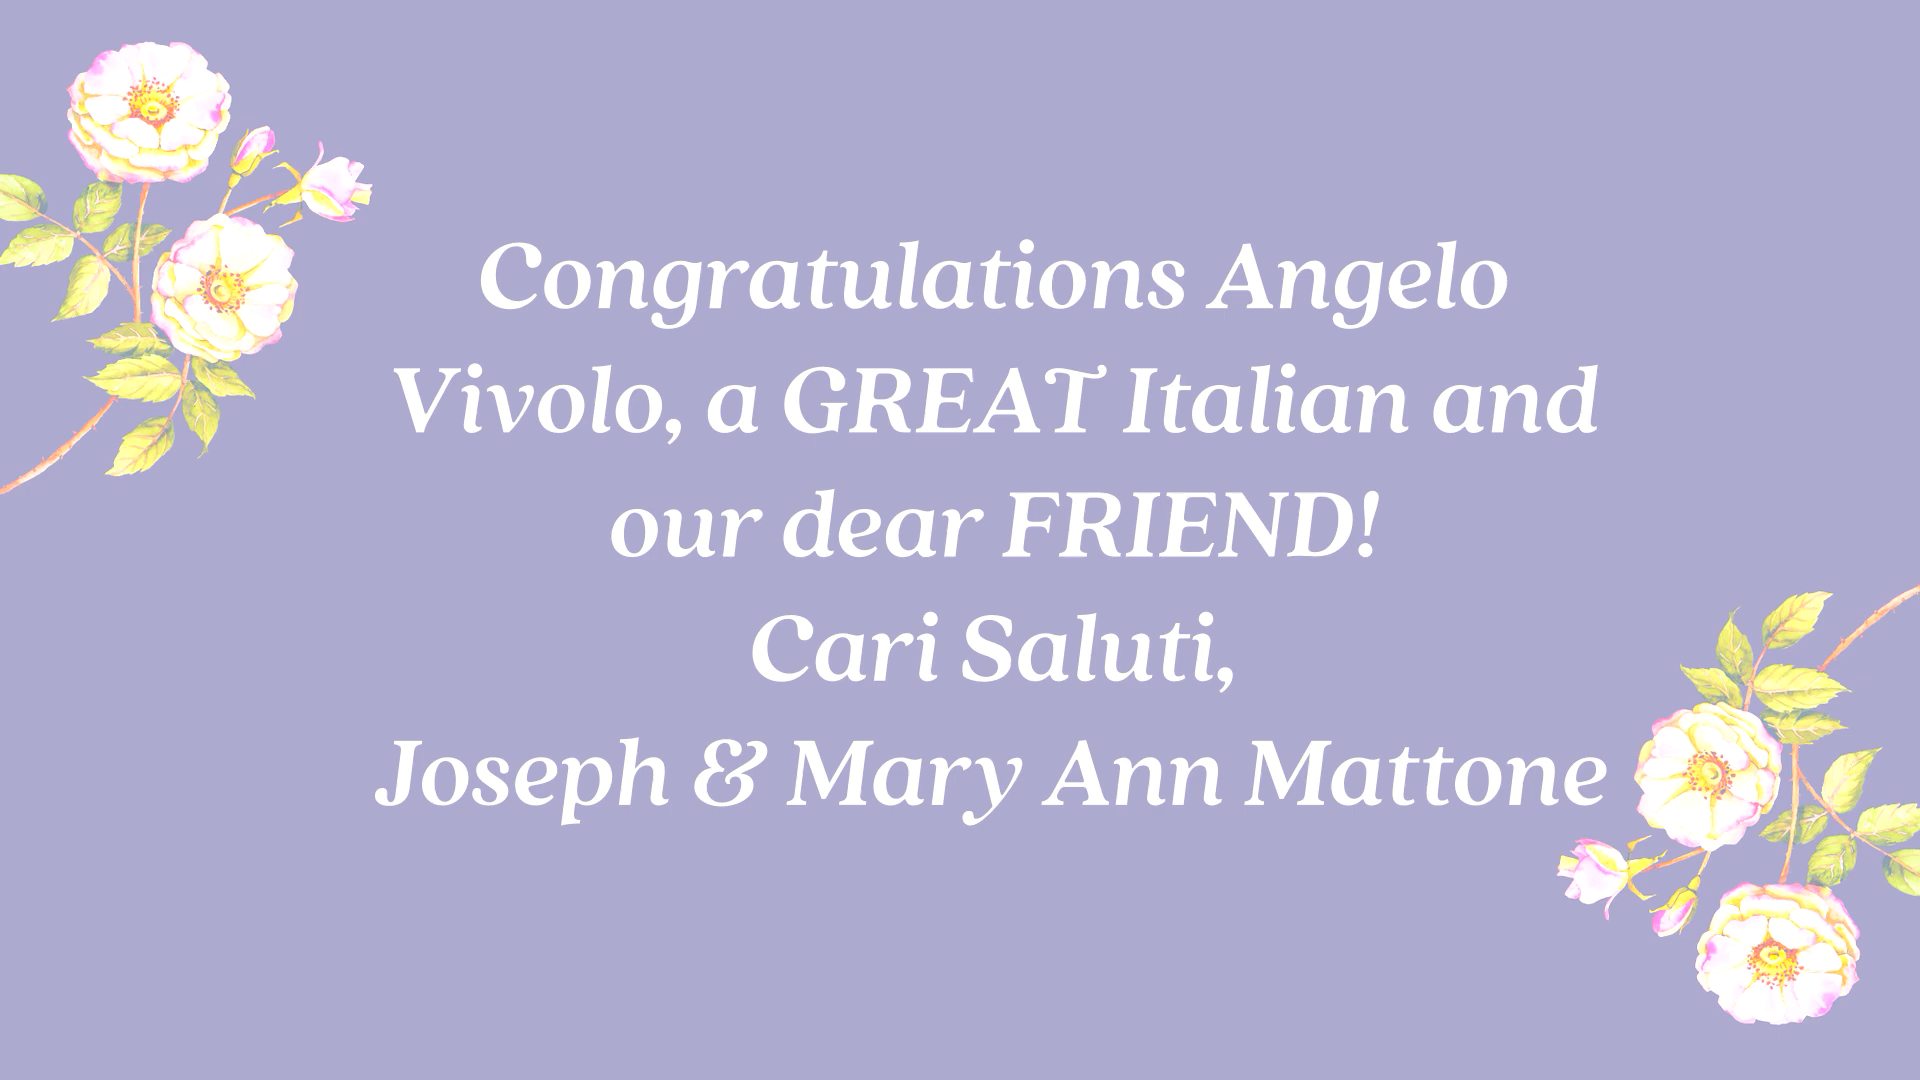 Congratulations Angelo
Vivolo, a GREAT Italian and
our dear FRIEND!
Cari Saluti,
Joseph & Mary Ann Mattone